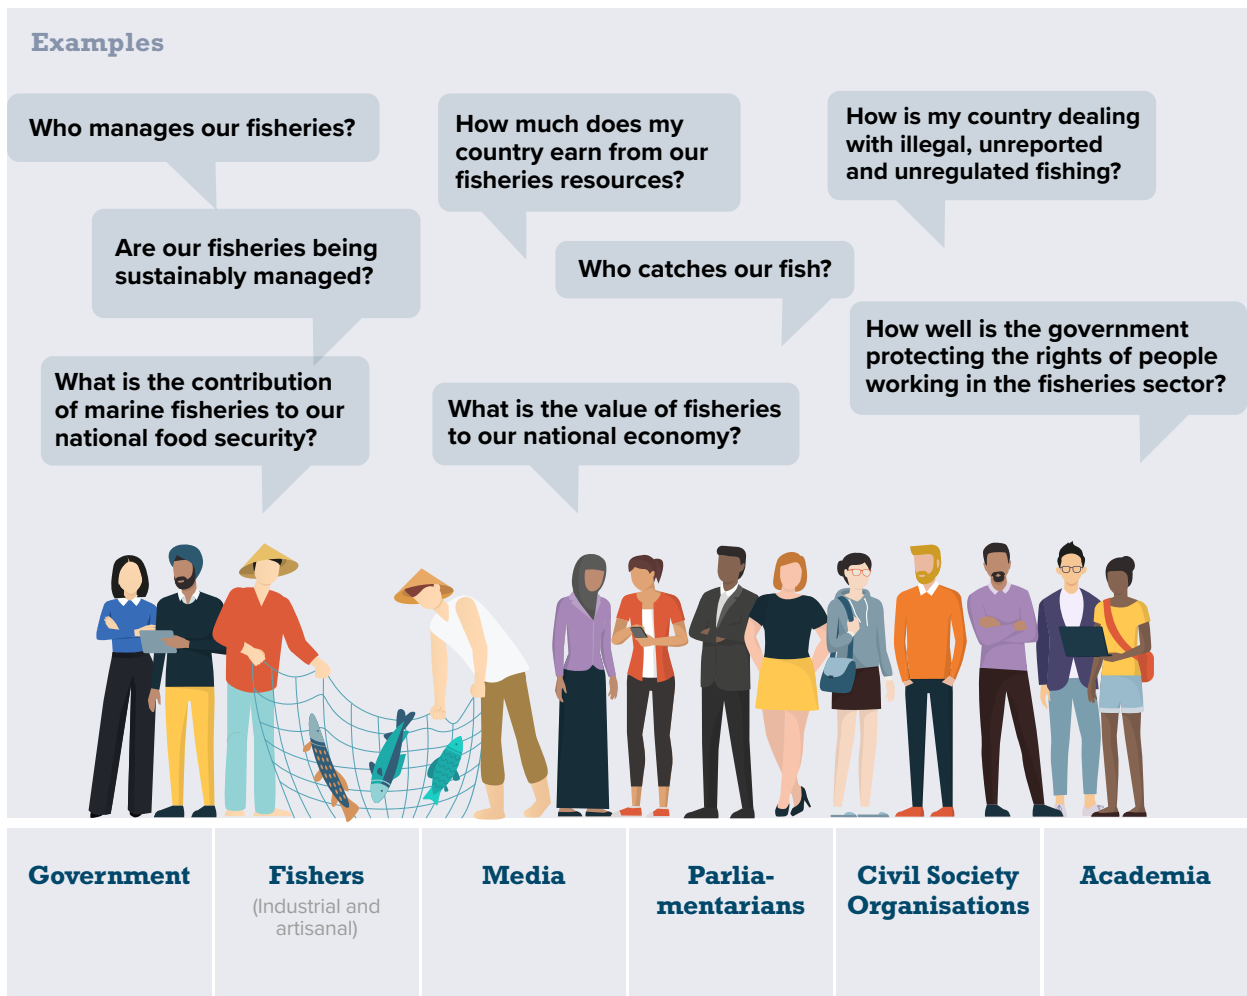 Examples
Who manages our fisheries?
How much does my
country earn from our
fisheries resources?
How is my country dealing
with illegal, unreported
and unregulated fishing?
Are our fisheries being
sustainably managed?
Who catches our fish?
How well is the government
protecting the rights of people
working in the fisheries sector?
What is the contribution
of marine fisheries to our
national food security?
What is the value of fisheries
to our national economy?
Government
Fishers
(Industrial and
artisanal)
Media
Parlia-
mentarians
Civil Society
Organisations
Academia